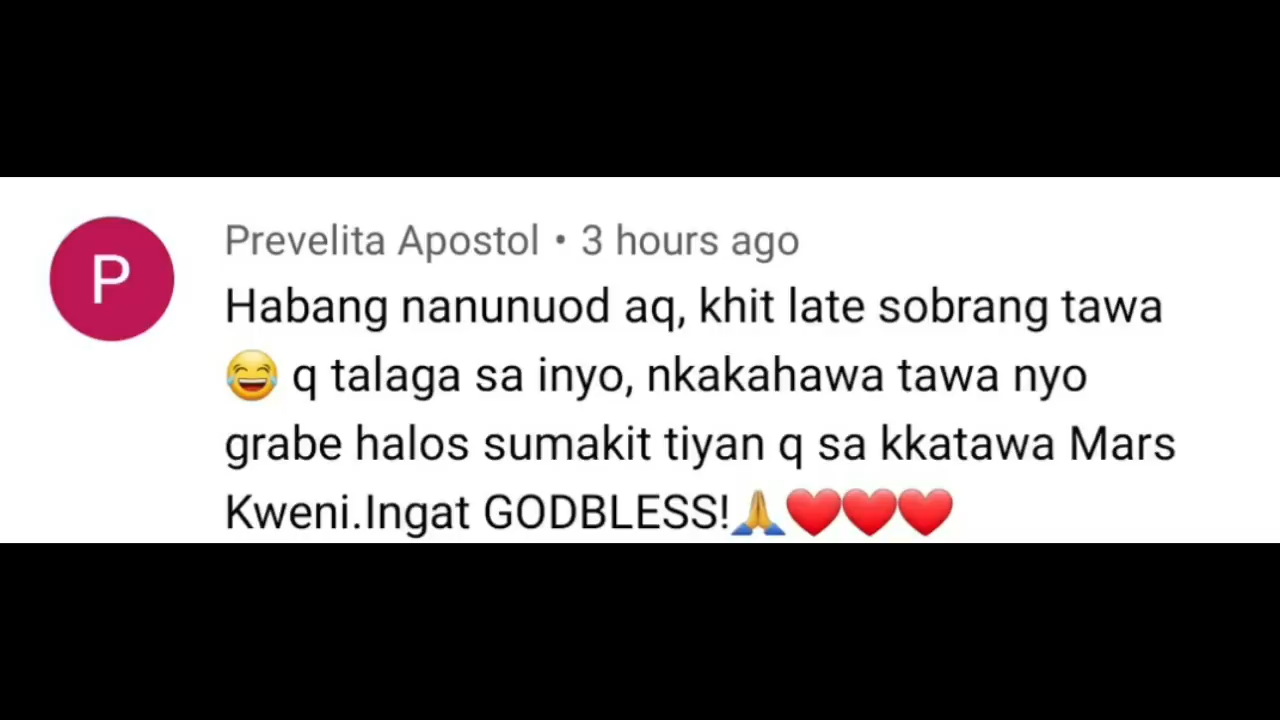 P
Prevelita Apostol • 3 hours ago
Habang nanunuod aq, khit late sobrang tawa
😂 q talaga sa inyo, nkakahawa tawa nyo
grabe halos sumakit tiyan q sa kkatawa Mars
Kweni.Ingat GODBLESS!🙏❤️❤️❤️